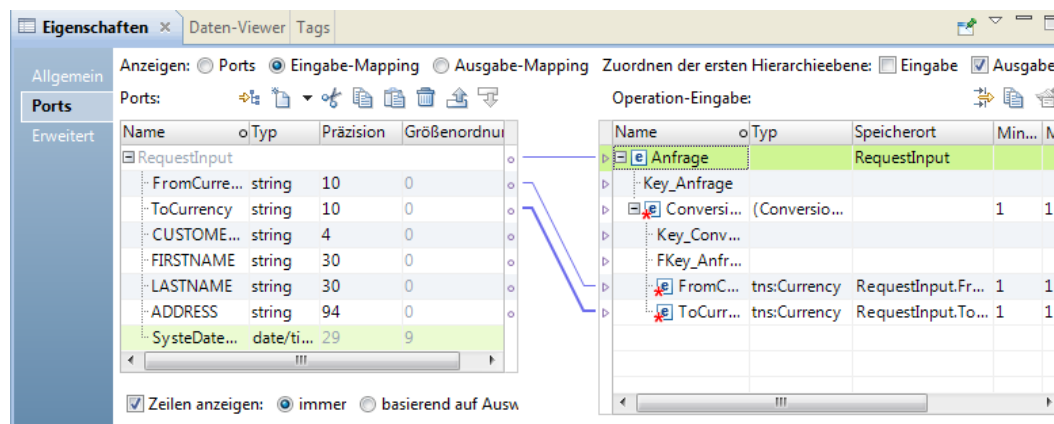 Eigenschaften Daten-Viewer Tags
Allgemein
Ports
Erweitert
Anzeigen: Ports Eingabe-Mapping Ausgabe-Mapping Zuordnen der ersten Hierarchieebene: Eingabe Ausgabe
Ports:
Name Typ Präzision Größenordnu
RequestInput
FromCurre... string 10 0
ToCurrency string 10 0
CUSTOME... string 4 0
FIRSTNAME string 30 0
LASTNAME string 30 0
ADDRESS string 94 0
SysteDate... date/ti... 29 9
Zeilen anzeigen: immer basierend auf Ausw
Operation-Eingabe:
Name Typ Speicherort Min... M
Anfrage RequestInput
Key_Anfrage
Conversi... (Conversio... 1 1
Key_Conv...
FKey_Anfr...
FromC... tns:Currency RequestInput.Fr... 1 1
ToCurr... tns:Currency RequestInput.To... 1 1